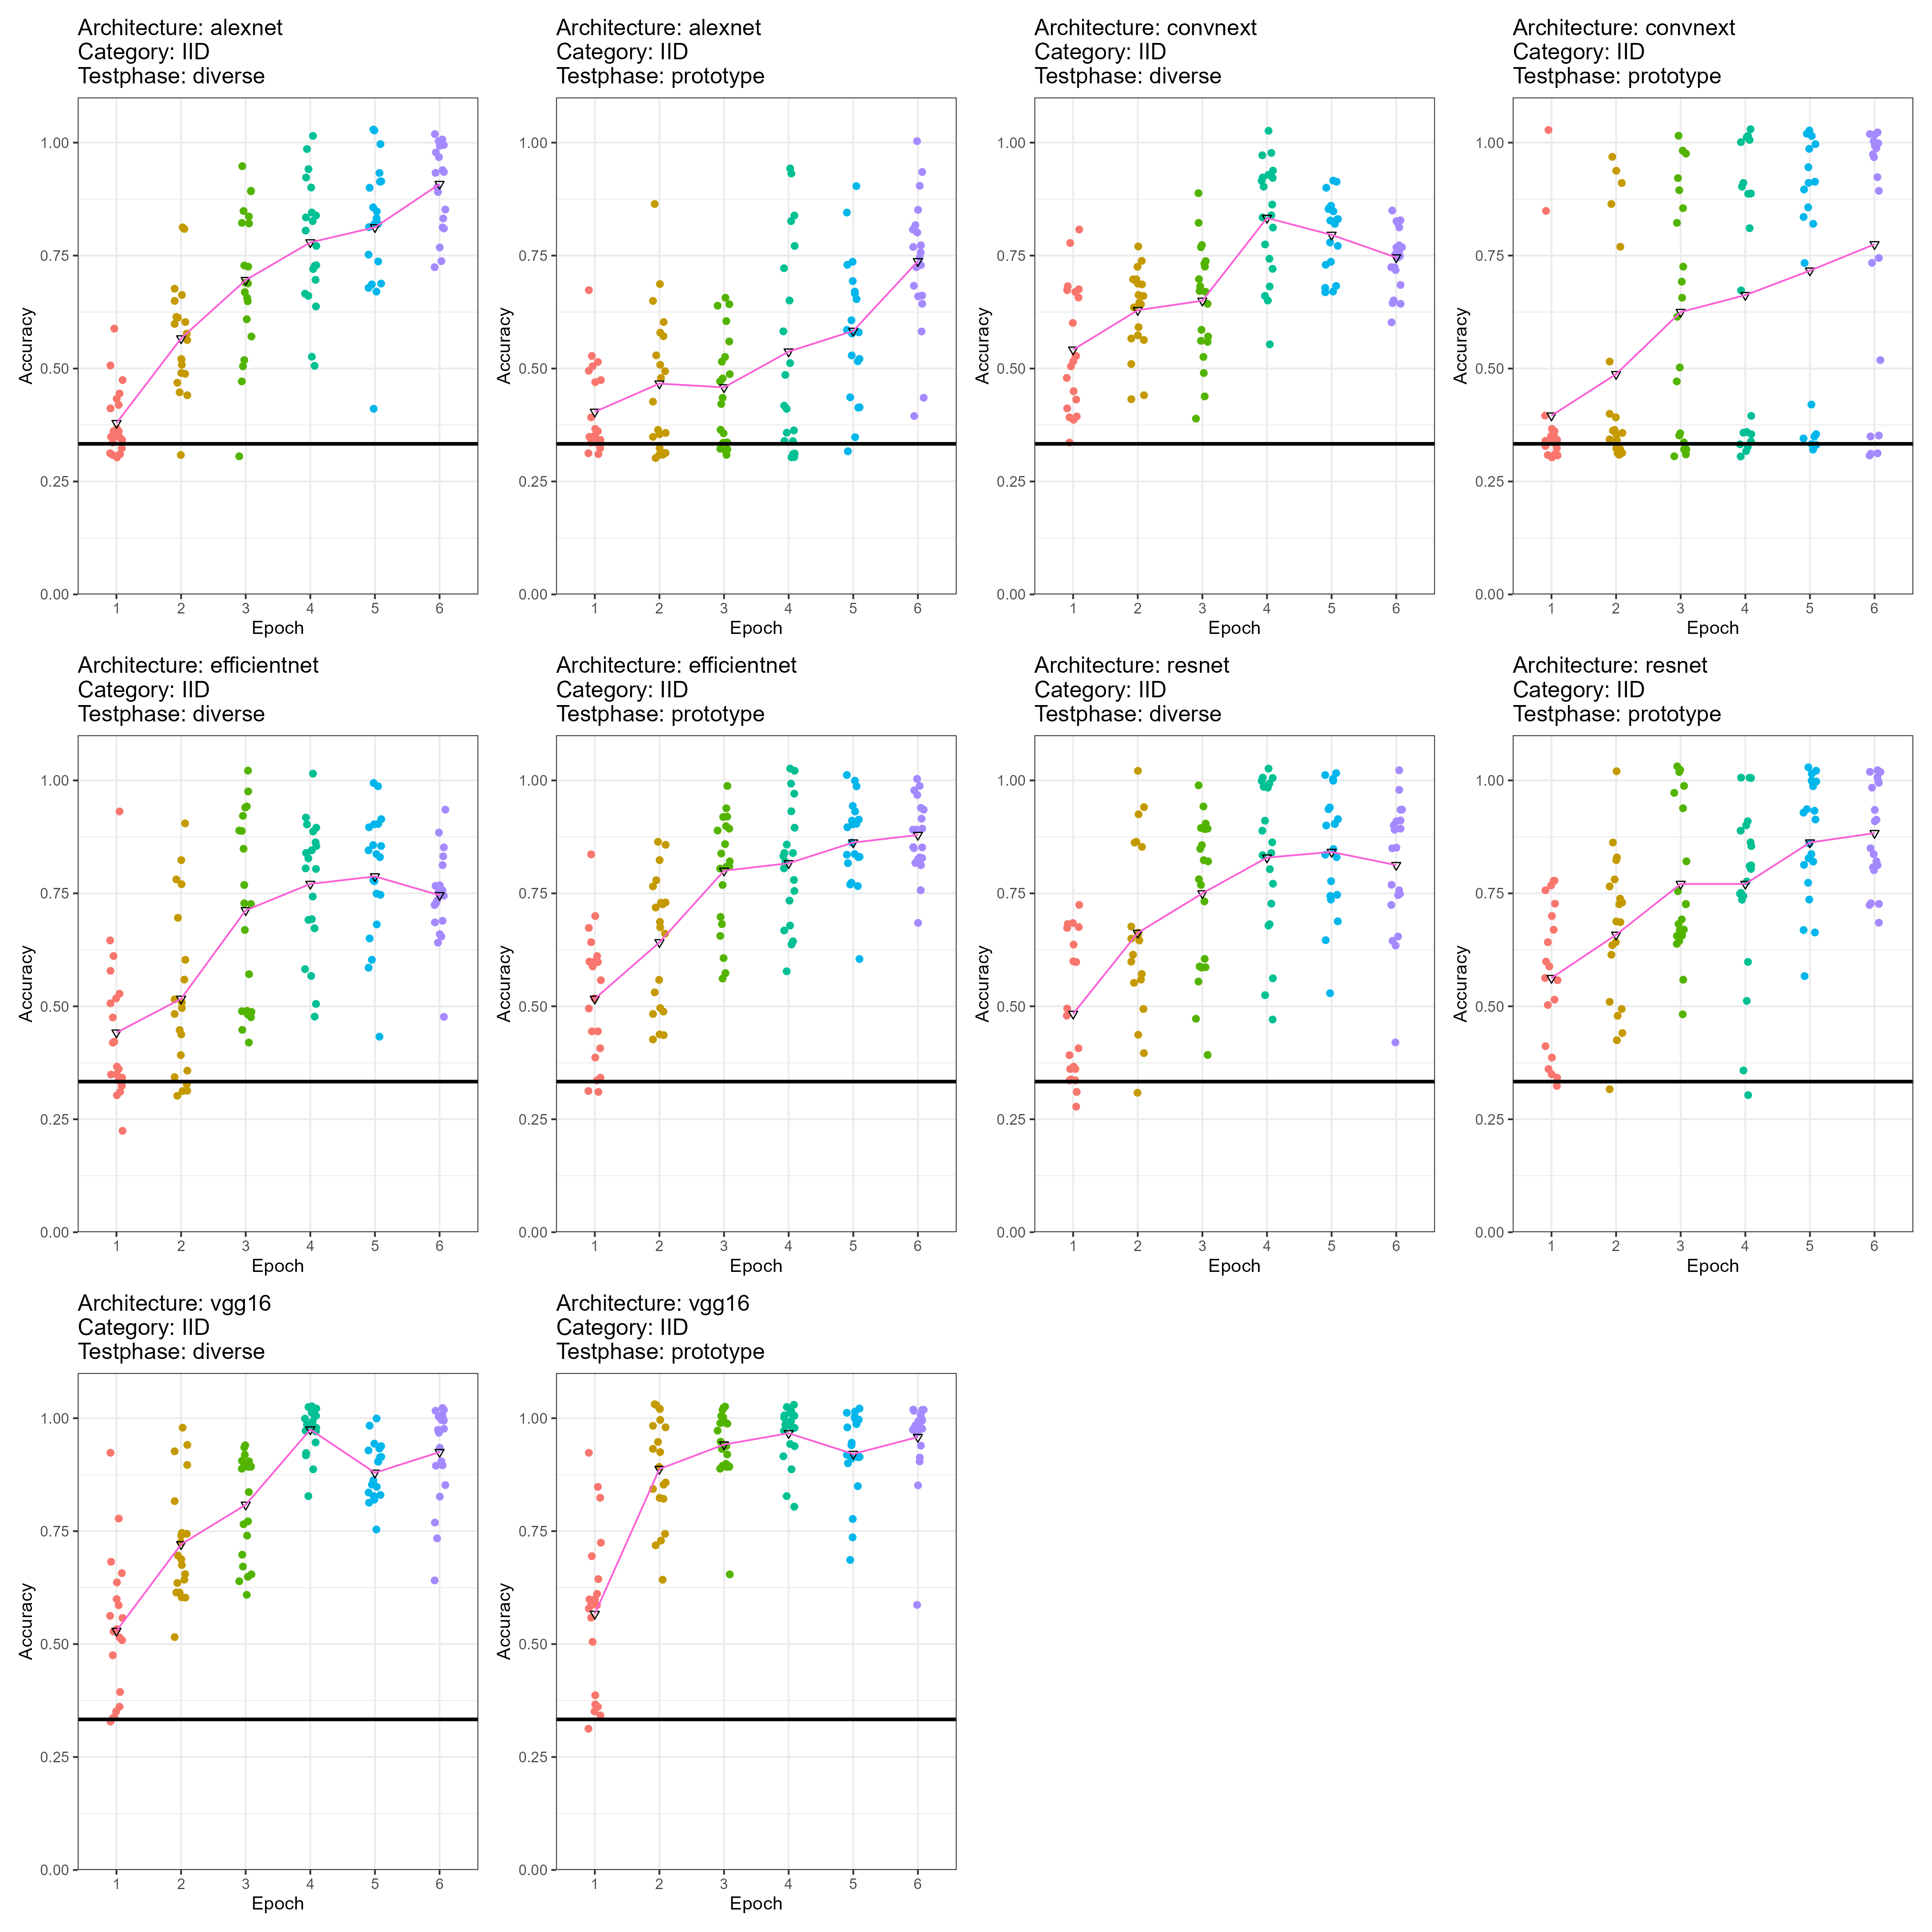 Architecture: alexnet
Category: IID
Testphase: diverse
Accuracy
1.00
0.75
0.50
0.25
0.00
1 2 3 4 5 6
Epoch
Architecture: alexnet
Category: IID
Testphase: prototype
Accuracy
1.00
0.75
0.50
0.25
0.00
1 2 3 4 5 6
Epoch
Architecture: convnext
Category: IID
Testphase: diverse
Accuracy
1.00
0.75
0.50
0.25
0.00
1 2 3 4 5 6
Epoch
Architecture: convnext
Category: IID
Testphase: prototype
Accuracy
1.00
0.75
0.50
0.25
0.00
1 2 3 4 5 6
Epoch
Architecture: efficientnet
Category: IID
Testphase: diverse
Accuracy
1.00
0.75
0.50
0.25
0.00
1 2 3 4 5 6
Epoch
Architecture: efficientnet
Category: IID
Testphase: prototype
Accuracy
1.00
0.75
0.50
0.25
0.00
1 2 3 4 5 6
Epoch
Architecture: resnet
Category: IID
Testphase: diverse
Accuracy
1.00
0.75
0.50
0.25
0.00
1 2 3 4 5 6
Epoch
Architecture: resnet
Category: IID
Testphase: prototype
Accuracy
1.00
0.75
0.50
0.25
0.00
1 2 3 4 5 6
Epoch
Architecture: vgg16
Category: IID
Testphase: diverse
Accuracy
1.00
0.75
0.50
0.25
0.00
1 2 3 4 5 6
Epoch
Architecture: vgg16
Category: IID
Testphase: prototype
Accuracy
1.00
0.75
0.50
0.25
0.00
1 2 3 4 5 6
Epoch